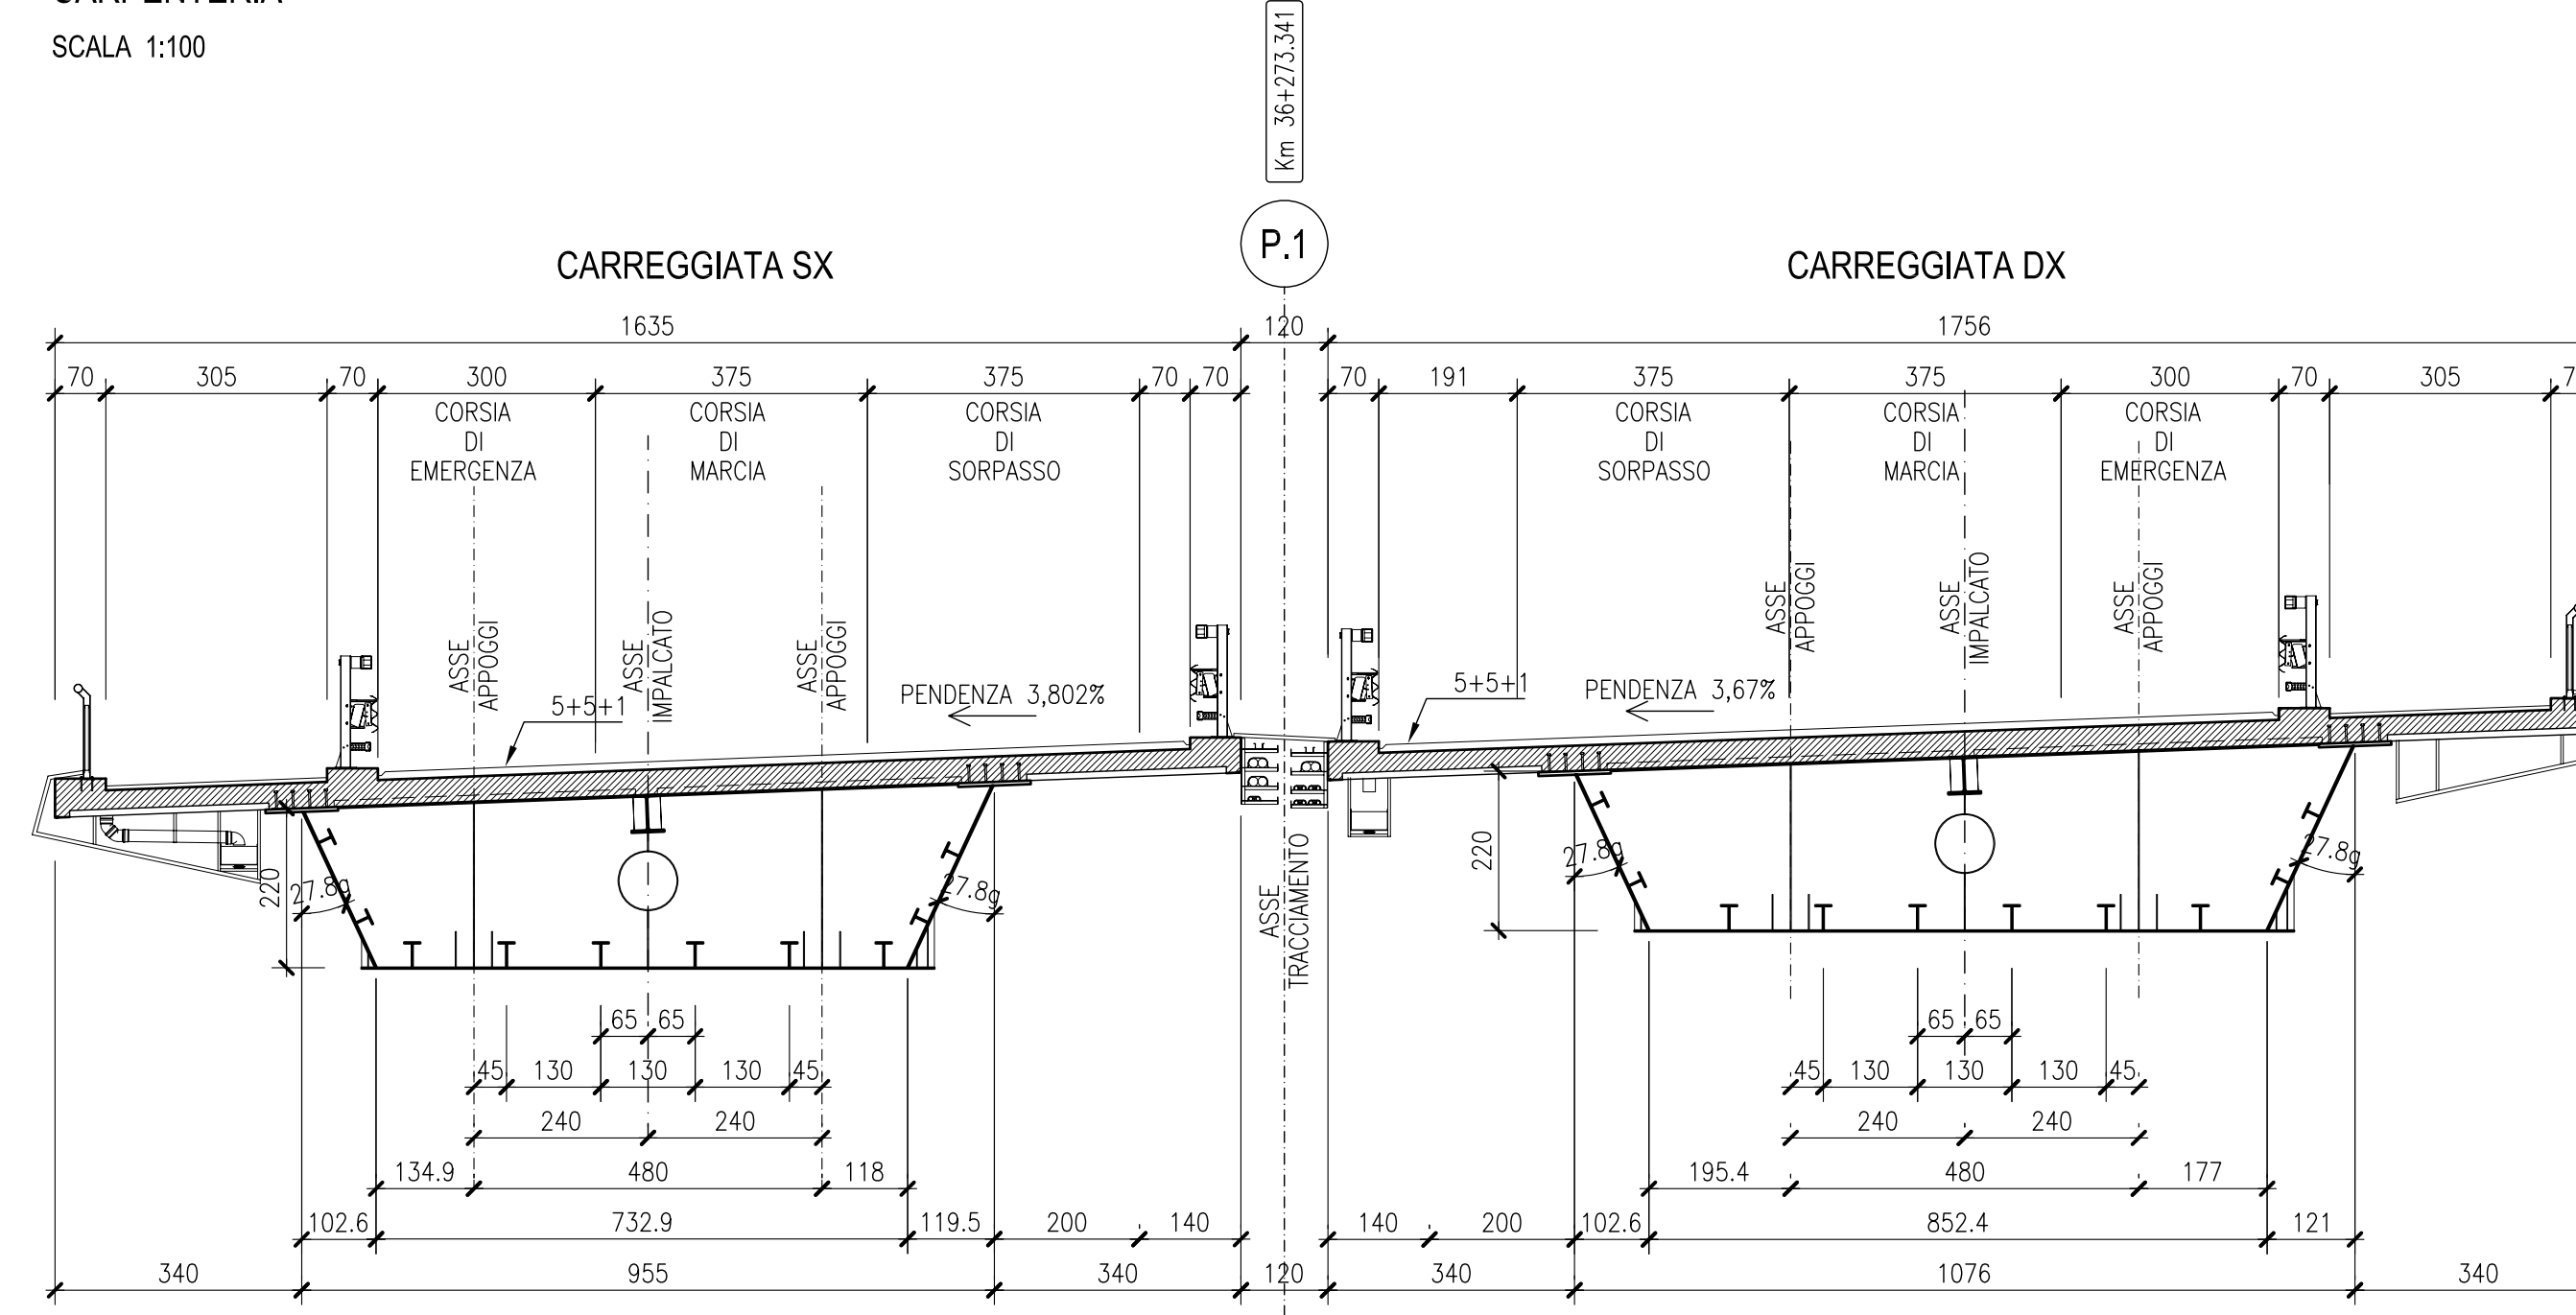 SCALA 1:100
Km 36+273.341
P.1
CARREGGIATA SX
CARREGGIATA DX
1635
120
1756
70
305
70
300
375
375
70
70
70
191
375
375
300
70
305
CORSIA
DI
EMERGENZA
CORSIA
DI
MARCIA
CORSIA
DI
SORPASSO
CORSIA
DI
SORPASSO
CORSIA
DI
MARCIA
CORSIA
DI
EMERGENZA
ASSE
APPOGGI
ASSE
IMPALCATO
ASSE
APPOGGI
ASSE
APPOGGI
ASSE
IMPALCATO
ASSE
APPOGGI
5+5+1
PENDENZA 3,802%
5+5+1
PENDENZA 3,67%
220
27.8g
27.8g
ASSE
TRACCIAMENTO
220
27.8g
27.8g
65
65
65
65
45
130
130
130
45
45
130
130
130
45
240
240
240
240
134.9
480
118
195.4
480
177
102.6
732.9
119.5
200
140
140
200
102.6
852.4
121
340
955
340
120
340
1076
340